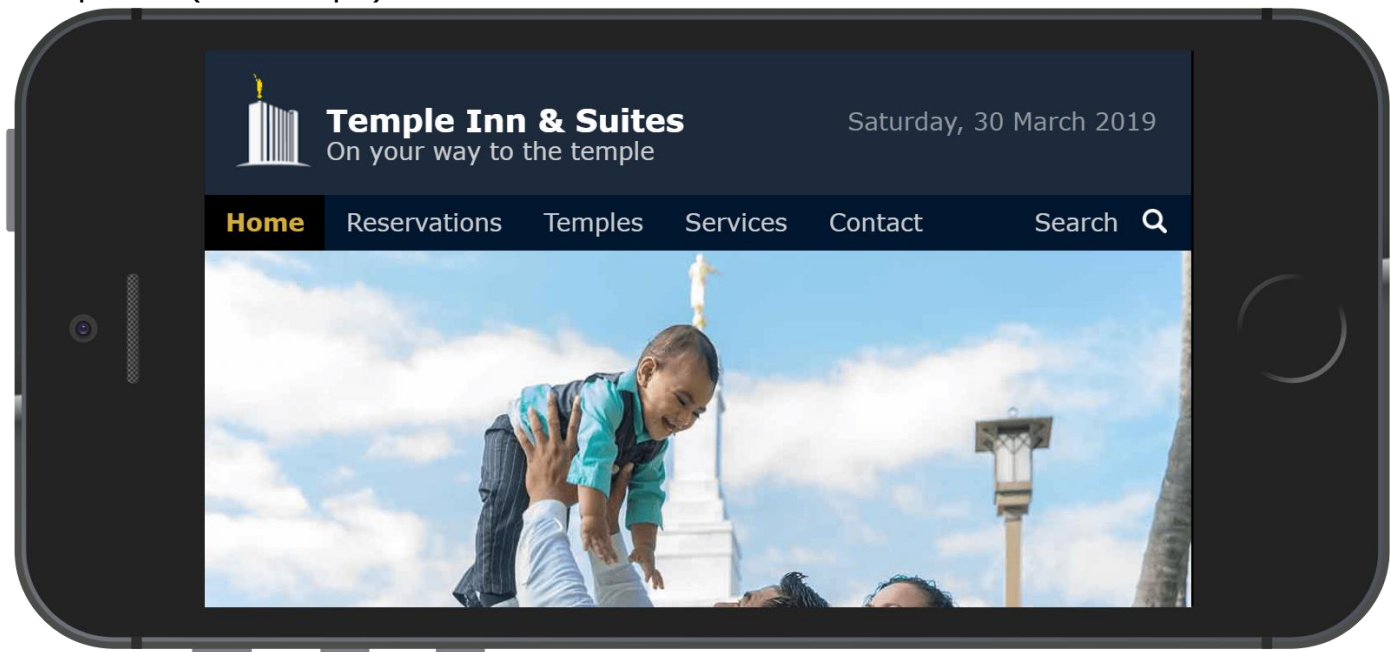 Temple Inn & Suites
On your way to the temple
Saturday, 30 March 2019
Home Reservations Temples Services Contact Search